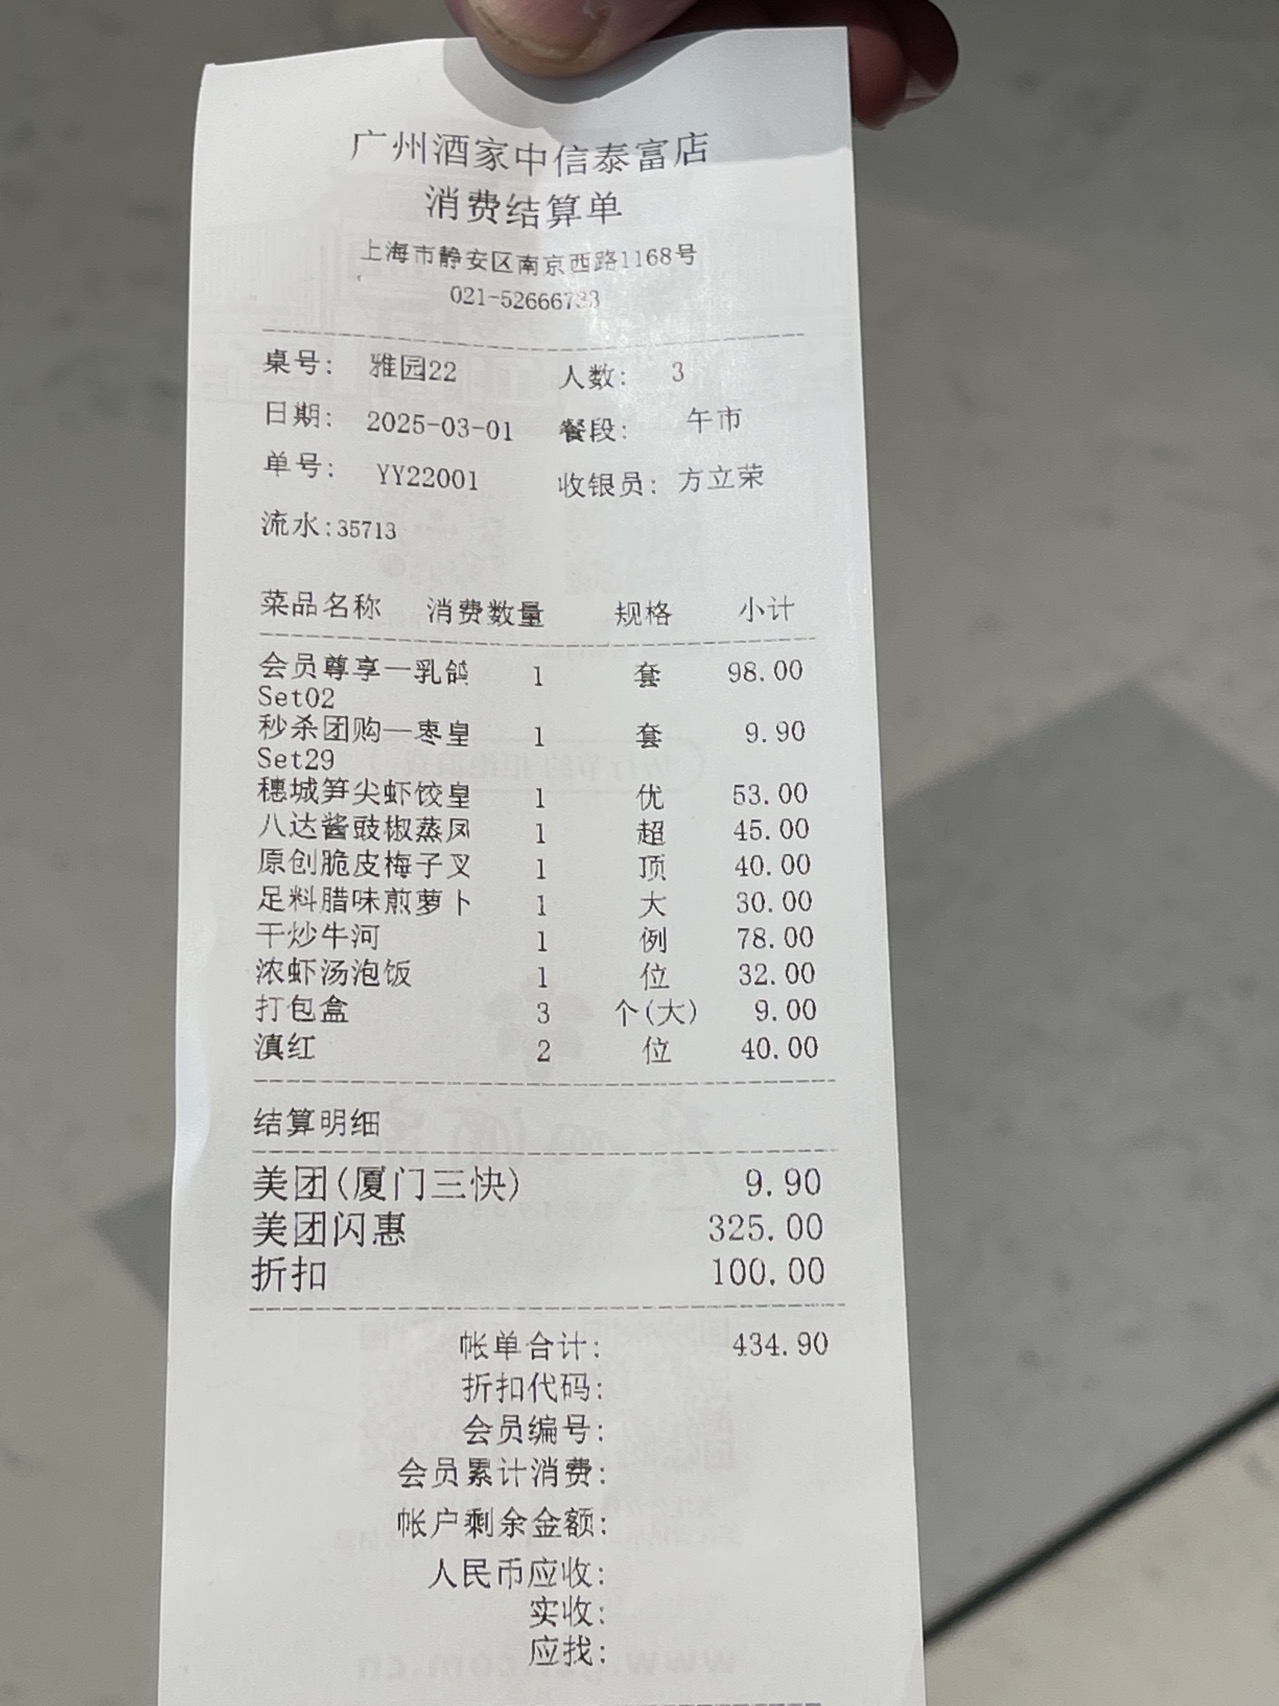 广州酒家中信泰富店
消费结算单
上海市静安区南京西路1168号
021-52666733
桌号: 雅园22 人数: 3
日期: 2025-03-01 餐段: 午市
单号: YY22001 收银员: 方立荣
流水:35713
菜品名称 消费数量 规格 小计
会员尊享—乳鸽 1 套 98.00
Set02
秒杀团购—枣皇 1 套 9.90
Set29
穗城笋尖虾饺皇 1 优 53.00
八达酱豉椒蒸凤 1 超 45.00
原创脆皮梅子叉 1 顶 40.00
足料腊味煎萝卜 1 大 30.00
干炒牛河 1 例 78.00
浓虾汤泡饭 1 位 32.00
打包盒 3 个(大) 9.00
滇红 2 位 40.00
结算明细
美团(厦门三快) 9.90
美团闪惠 325.00
折扣 100.00
帐单合计: 434.90
折扣代码:
会员编号:
会员累计消费:
帐户剩余金额:
人民币应收:
实收:
应找: